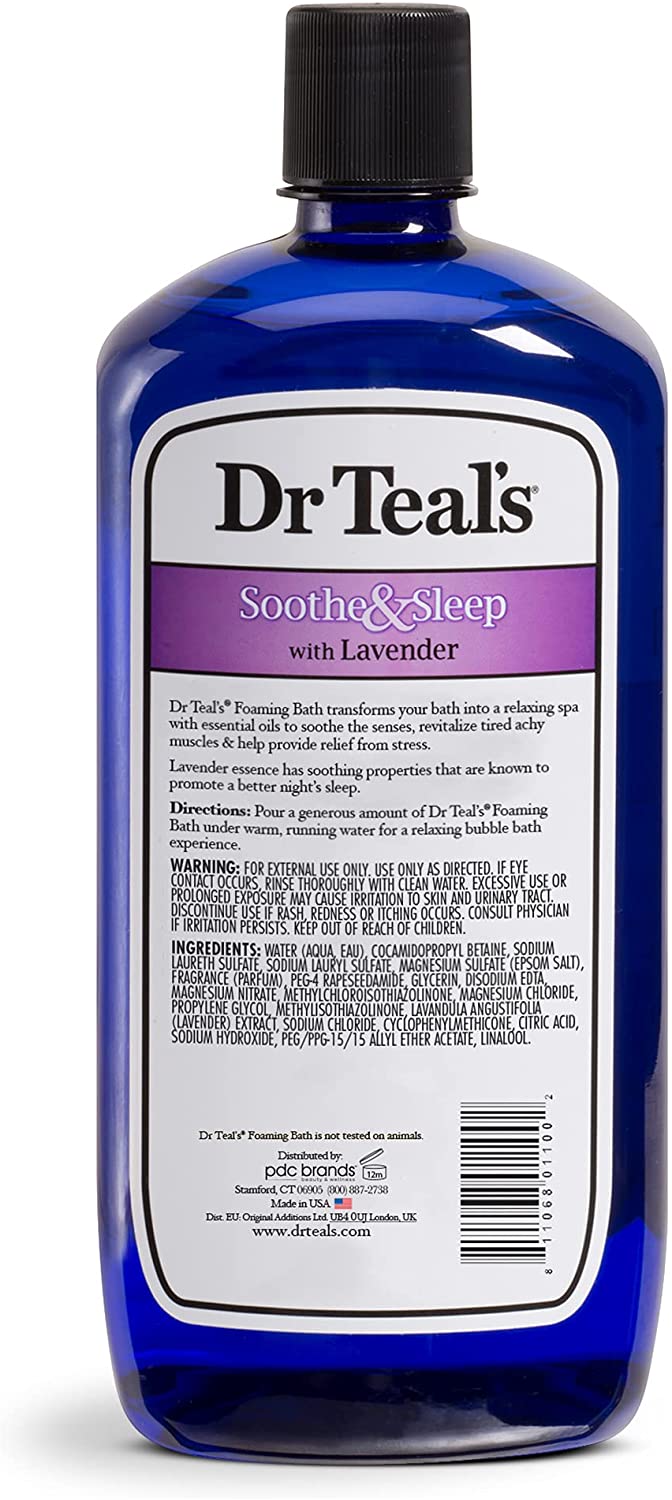 Dr Teal's®
Soothe&Sleep
with Lavender
Dr Teal's® Foaming Bath transforms your bath into a relaxing spa
with essential oils to soothe the senses, revitalize tired achy
muscles & help provide relief from stress.
Lavender essence has soothing properties that are known to
promote a better night's sleep.
Directions: Pour a generous amount of Dr Teal's® Foaming
Bath under warm, running water for a relaxing bubble bath
experience.
WARNING: FOR EXTERNAL USE ONLY. USE ONLY AS DIRECTED. IF EYE
CONTACT OCCURS, RINSE THOROUGHLY WITH CLEAN WATER. EXCESSIVE USE OR
PROLONGED EXPOSURE MAY CAUSE IRRITATION TO SKIN AND URINARY TRACT.
DISCONTINUE USE IF RASH, REDNESS OR ITCHING OCCURS. CONSULT PHYSICIAN
IF IRRITATION PERSISTS. KEEP OUT OF REACH OF CHILDREN.
INGREDIENTS: WATER (AQUA, EAU), COCAMIDOPROPYL BETAINE, SODIUM
LAURETH SULFATE, SODIUM LAURYL SULFATE, MAGNESIUM SULFATE (EPSOM SALT),
FRAGRANCE (PARFUM), PEG-4 RAPESEEDAMIDE, GLYCERIN, DISODIUM EDTA,
MAGNESIUM NITRATE, METHYLCHLOROISOTHIAZOLINONE, MAGNESIUM CHLORIDE,
PROPYLENE GLYCOL, METHYLISOTHIAZOLINONE, LAVANDULA ANGUSTIFOLIA
(LAVENDER) EXTRACT, SODIUM CHLORIDE, CYCLOPHENYLMETHICONE, CITRIC ACID,
SODIUM HYDROXIDE, PEG/PPG-15/15 ALLYL ETHER ACETATE, LINALOOL.
Dr Teal's® Foaming Bath is not tested on animals.
Distributed by:
pdc brands
beauty & wellness
12m
Stamford, CT 06905 (800) 887-2738
Made in USA
Dist. EU: Original Additions Ltd. UB4 0UJ London, UK
www.drteals.com
8 11068 01100 2